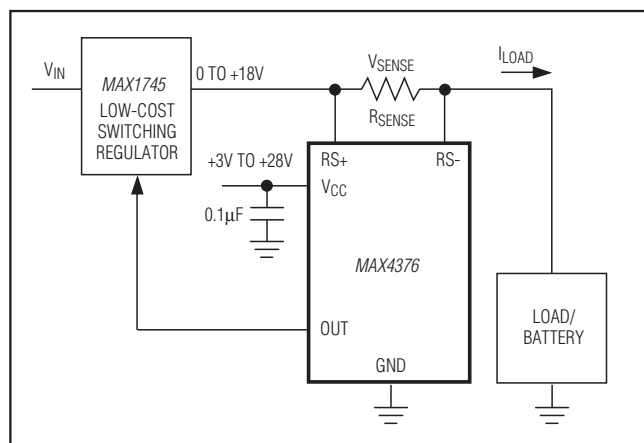 V_IN
MAX1745
LOW-COST
SWITCHING
REGULATOR
0 TO +18V
V_SENSE
R_SENSE
I_LOAD
+3V TO +28V
0.1μF
RS+
RS-
V_CC
MAX4376
OUT
GND
LOAD/
BATTERY